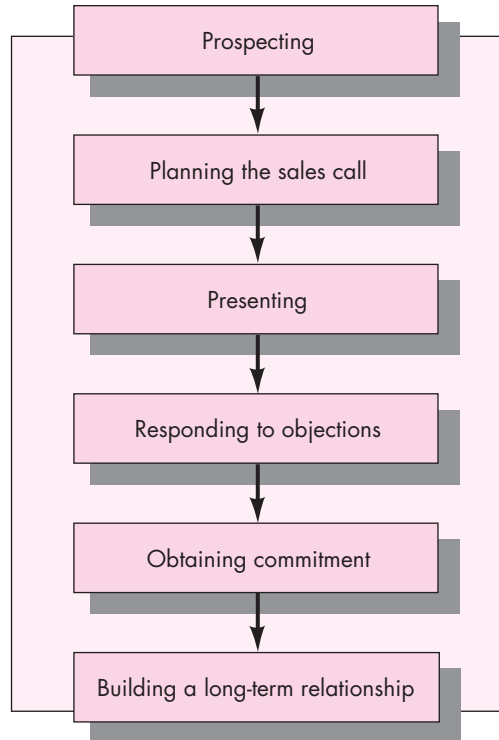 Prospecting
Planning the sales call
Presenting
Responding to objections
Obtaining commitment
Building a long-term relationship